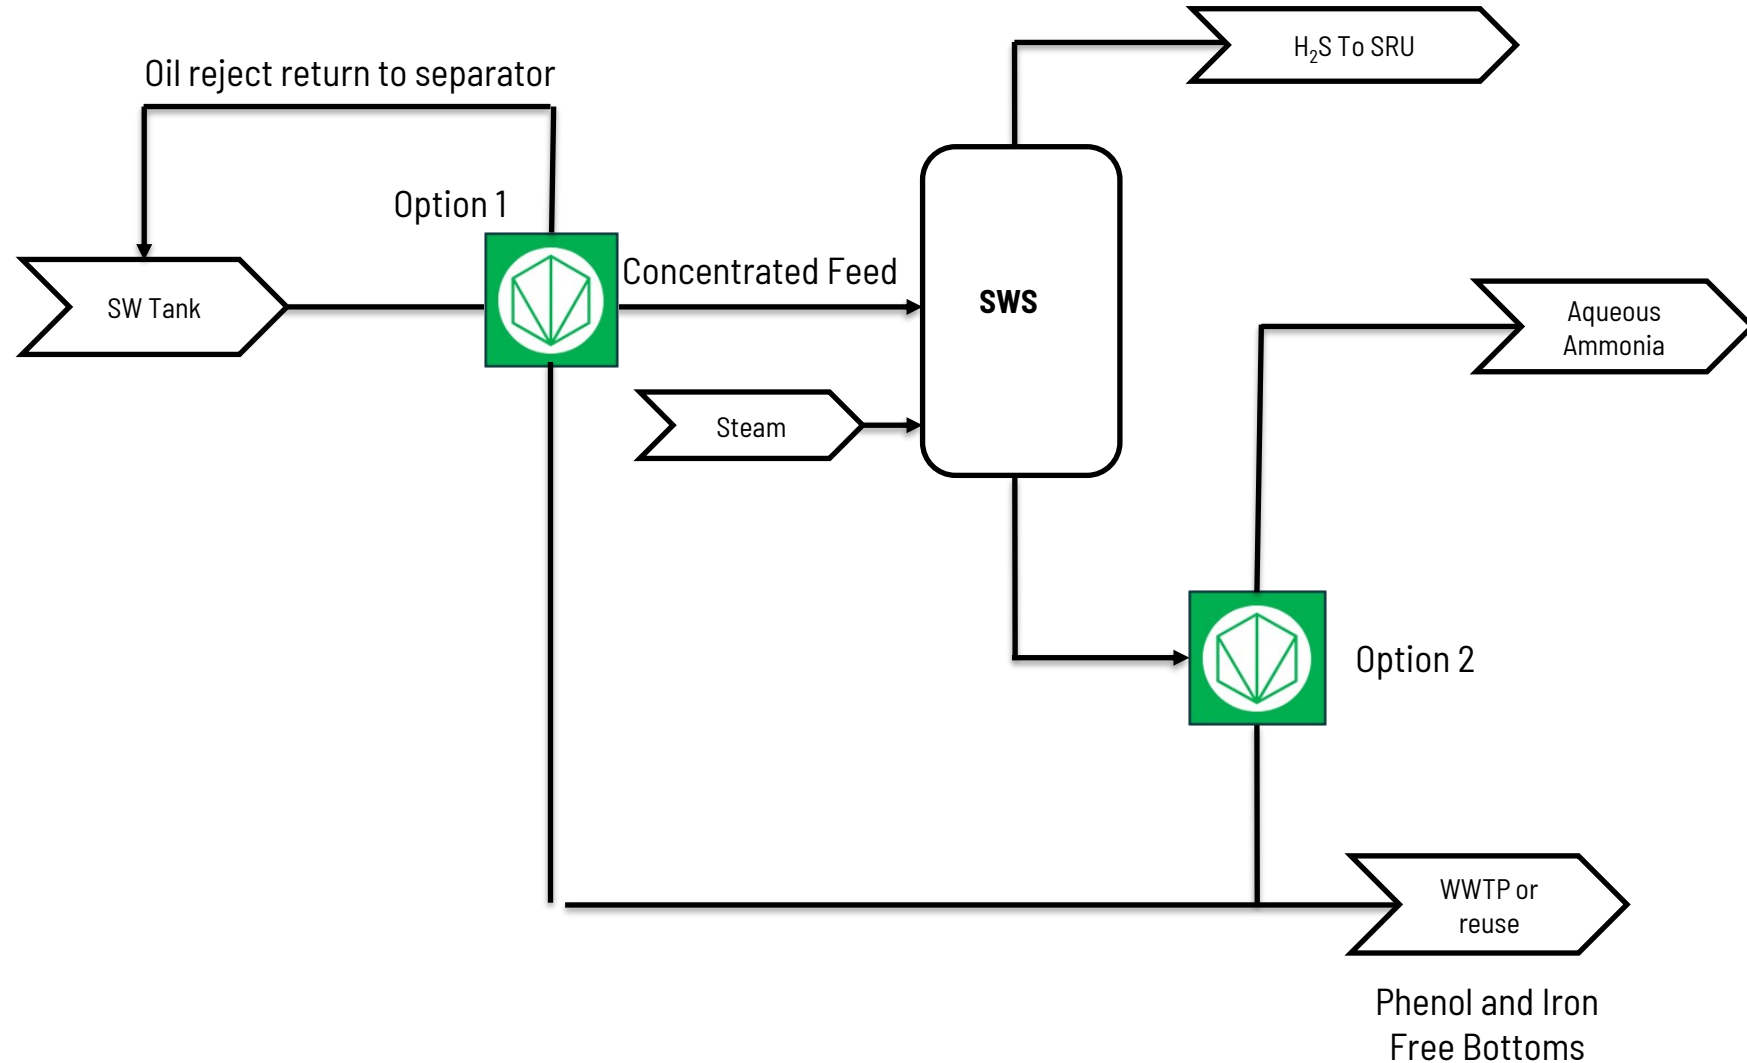 H₂S To SRU
Oil reject return to separator
Option 1
Concentrated Feed
SW Tank
SWS
Aqueous
Ammonia
Steam
Option 2
WWTP or
reuse
Phenol and Iron
Free Bottoms